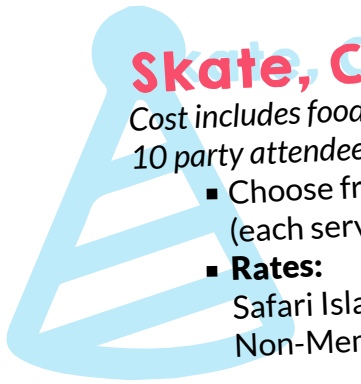 Skate, C
Cost includes food
10 party attendee
▪ Choose fr
(each serv
▪ Rates:
Safari Isla
Non-Mem